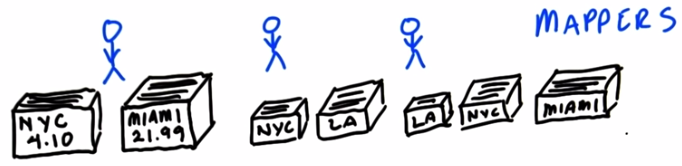 MAPPERS
NYC
4.10
MIAMI
21.99
NYC
LA
LA
NYC
MIAMI